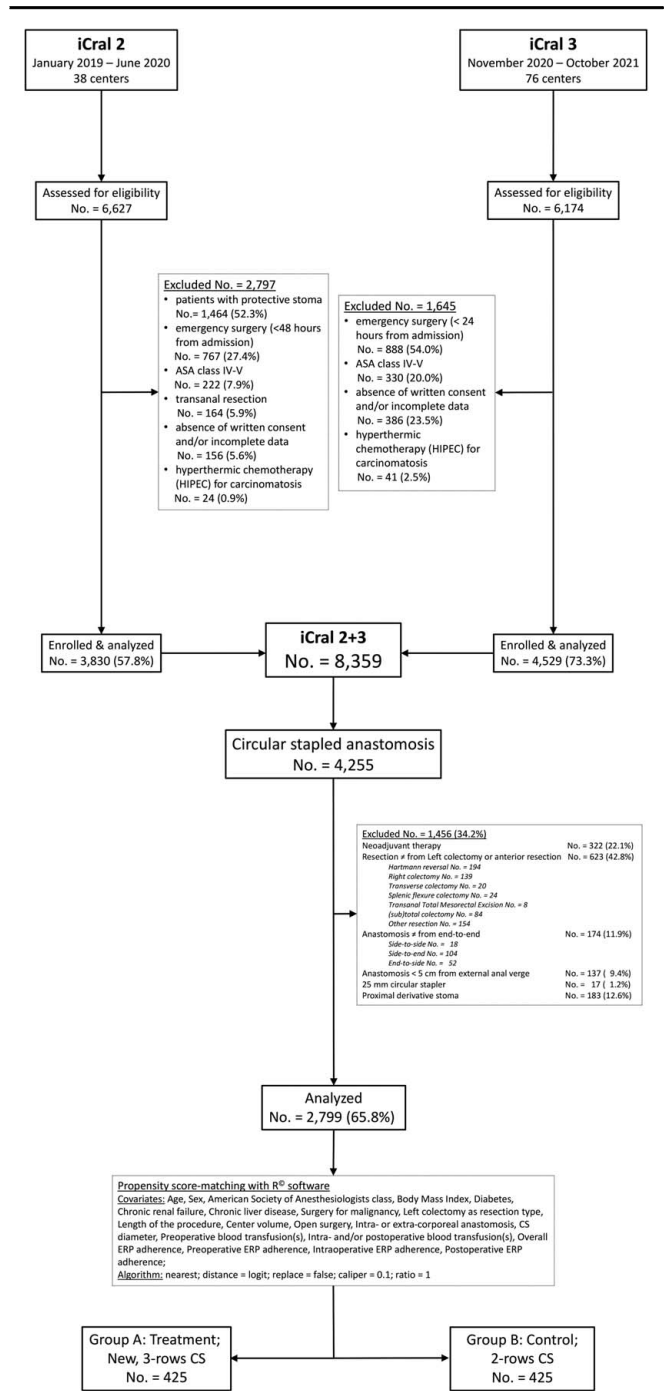 iCral 2
January 2019 – June 2020
38 centers
iCral 3
November 2020 – October 2021
76 centers
Assessed for eligibility
No. = 6,627
Assessed for eligibility
No. = 6,174
Excluded No. = 2,797
• patients with protective stoma
No.= 1,464 (52.3%)
• emergency surgery (<48 hours
from admission)
No. = 767 (27.4%)
• ASA class IV-V
No. = 222 (7.9%)
• transanal resection
No. = 164 (5.9%)
• absence of written consent
and/or incomplete data
No. = 156 (5.6%)
• hyperthermic chemotherapy
(HIPEC) for carcinomatosis
No. = 24 (0.9%)
Excluded No. = 1,645
• emergency surgery (< 24
hours from admission)
No. = 888 (54.0%)
• ASA class IV-V
No. = 330 (20.0%)
• absence of written consent
and/or incomplete data
No. = 386 (23.5%)
• hyperthermic
chemotherapy (HIPEC) for
carcinomatosis
No. = 41 (2.5%)
Enrolled & analyzed
No. = 3,830 (57.8%)
iCral 2+3
No. = 8,359
Enrolled & analyzed
No. = 4,529 (73.3%)
Circular stapled anastomosis
No. = 4,255
Excluded No. = 1,456 (34.2%)
Neoadjuvant therapy No. = 322 (22.1%)
Resection ≠ from Left colectomy or anterior resection No. = 623 (42.8%)
Hartmann reversal No. = 194
Right colectomy No. = 139
Transverse colectomy No. = 20
Splenic flexure colectomy No. = 24
Transanal Total Mesorectal Excision No. = 8
(sub)total colectomy No. = 84
Other resection No. = 154
Anastomosis ≠ from end-to-end No. = 174 (11.9%)
Side-to-side No. = 18
Side-to-end No. = 104
End-to-side No. = 52
Anastomosis < 5 cm from external anal verge No. = 137 ( 9.4%)
25 mm circular stapler No. = 17 ( 1.2%)
Proximal derivative stoma No. = 183 (12.6%)
Analyzed
No. = 2,799 (65.8%)
Propensity score-matching with R© software
Covariates: Age, Sex, American Society of Anesthesiologists class, Body Mass Index, Diabetes,
Chronic renal failure, Chronic liver disease, Surgery for malignancy, Left colectomy as resection type,
Length of the procedure, Center volume, Open surgery, Intra- or extra-corporeal anastomosis, CS
diameter, Preoperative blood transfusion(s), Intra- and/or postoperative blood transfusion(s), Overall
ERP adherence, Preoperative ERP adherence, Intraoperative ERP adherence, Postoperative ERP
adherence;
Algorithm: nearest; distance = logit; replace = false; caliper = 0.1; ratio = 1
Group A: Treatment;
New, 3-rows CS
No. = 425
Group B: Control;
2-rows CS
No. = 425